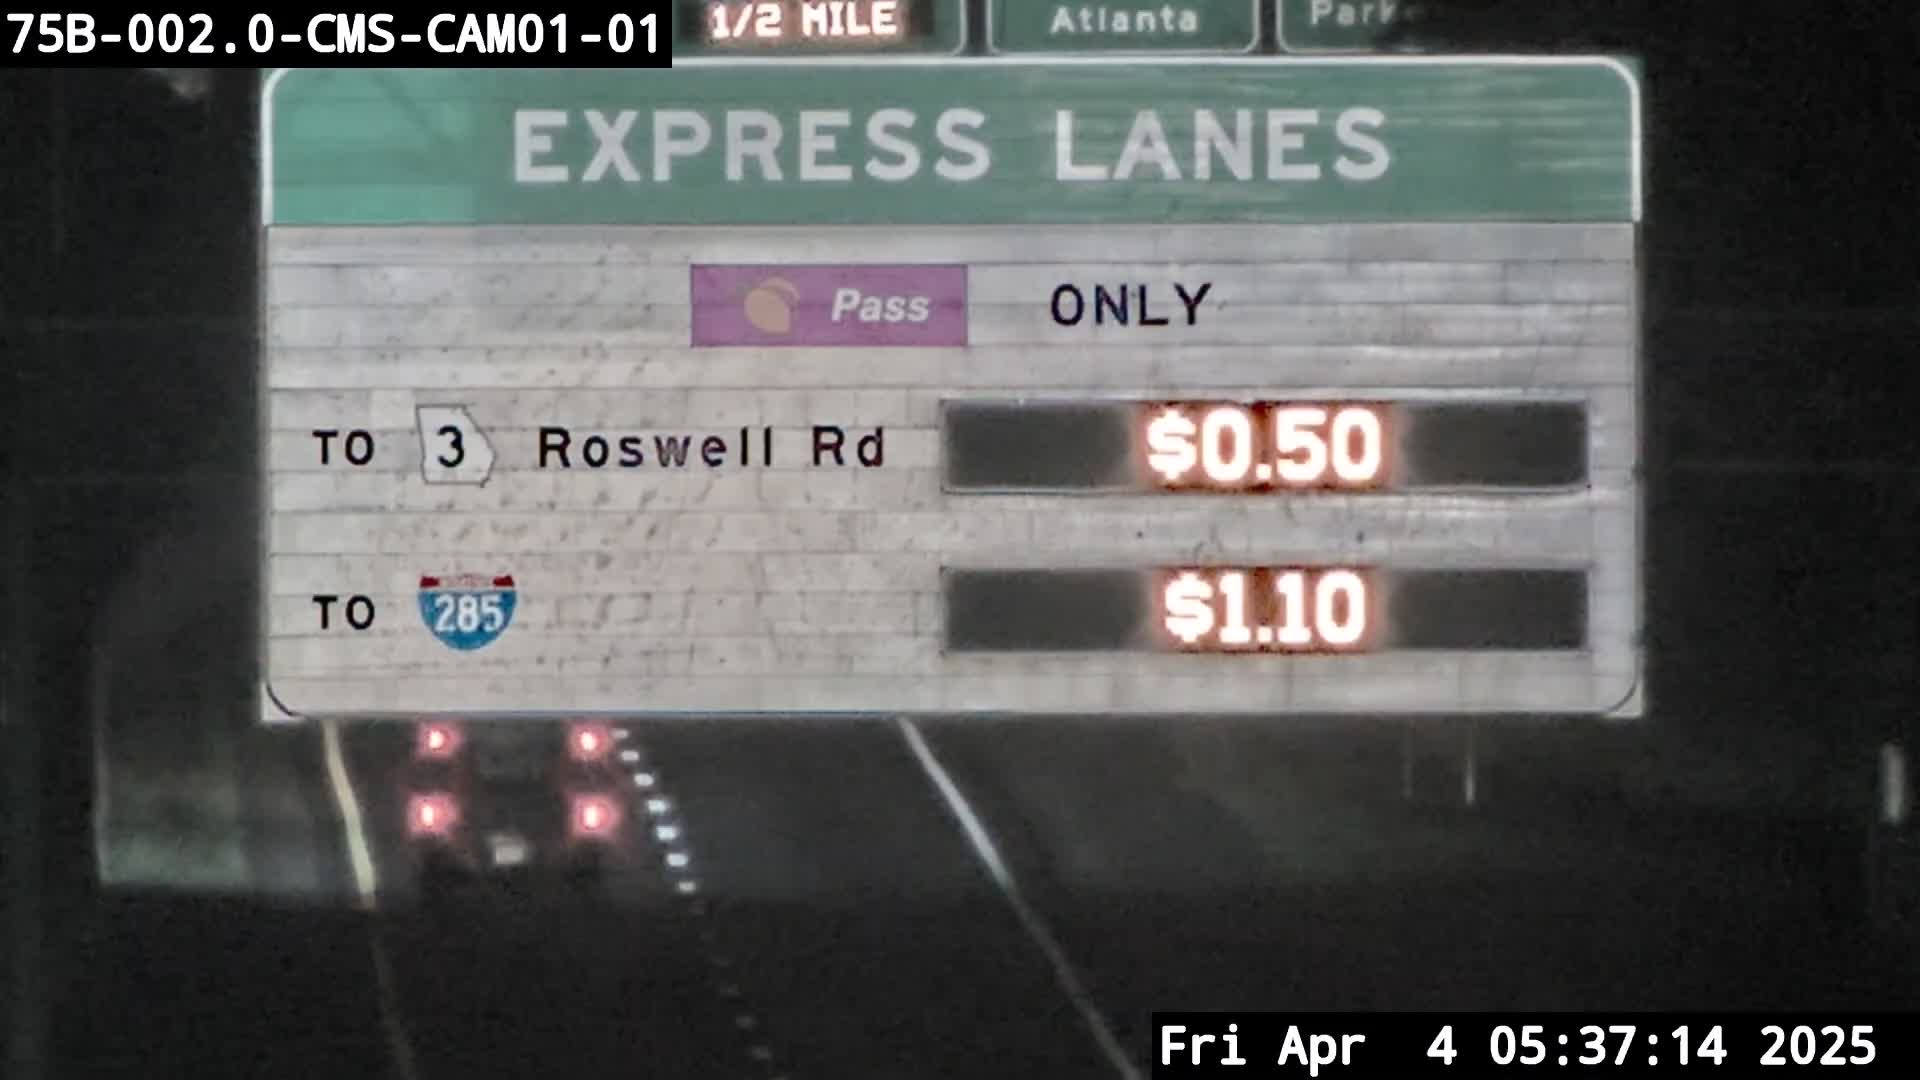 75B-002.0-CMS-CAM01-01
1/2 MILE
Atlanta
Park
EXPRESS LANES
Pass ONLY
TO 3 Roswell Rd $0.50
TO 285 $1.10
Fri Apr 4 05:37:14 2025